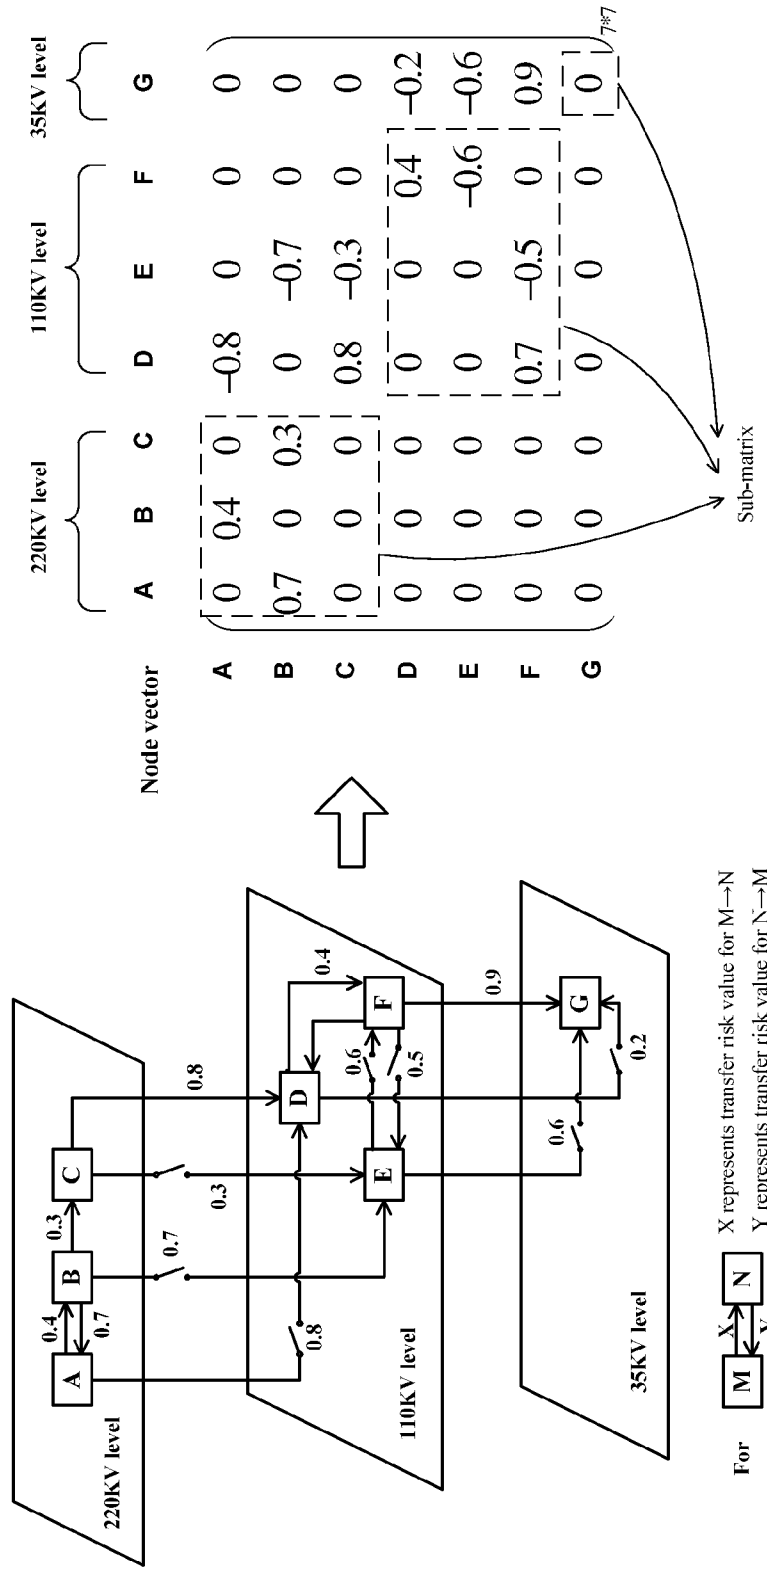 A
0.4
0.7
B
0.3
C
220KV level
0.7
0.3
0.8
0.8
D
0.4
E
0.6
0.5
F
110KV level
0.9
0.6
0.2
G
35KV level
For
M
X
Y
N
X represents transfer risk value for M→N
Y represents transfer risk value for N→M
220KV level 110KV level 35KV level
Node vector A B C D E F G
A 0 0.4 0 −0.8 0 0 0
B 0.7 0 0.3 0 −0.7 0 0
C 0 0 0 0.8 −0.3 0 0
D 0 0 0 0 0 0.4 −0.2
E 0 0 0 0 0 −0.6 −0.6
F 0 0 0 0.7 −0.5 0 0.9
G 0 0 0 0 0 0 0
7*7
Sub-matrix